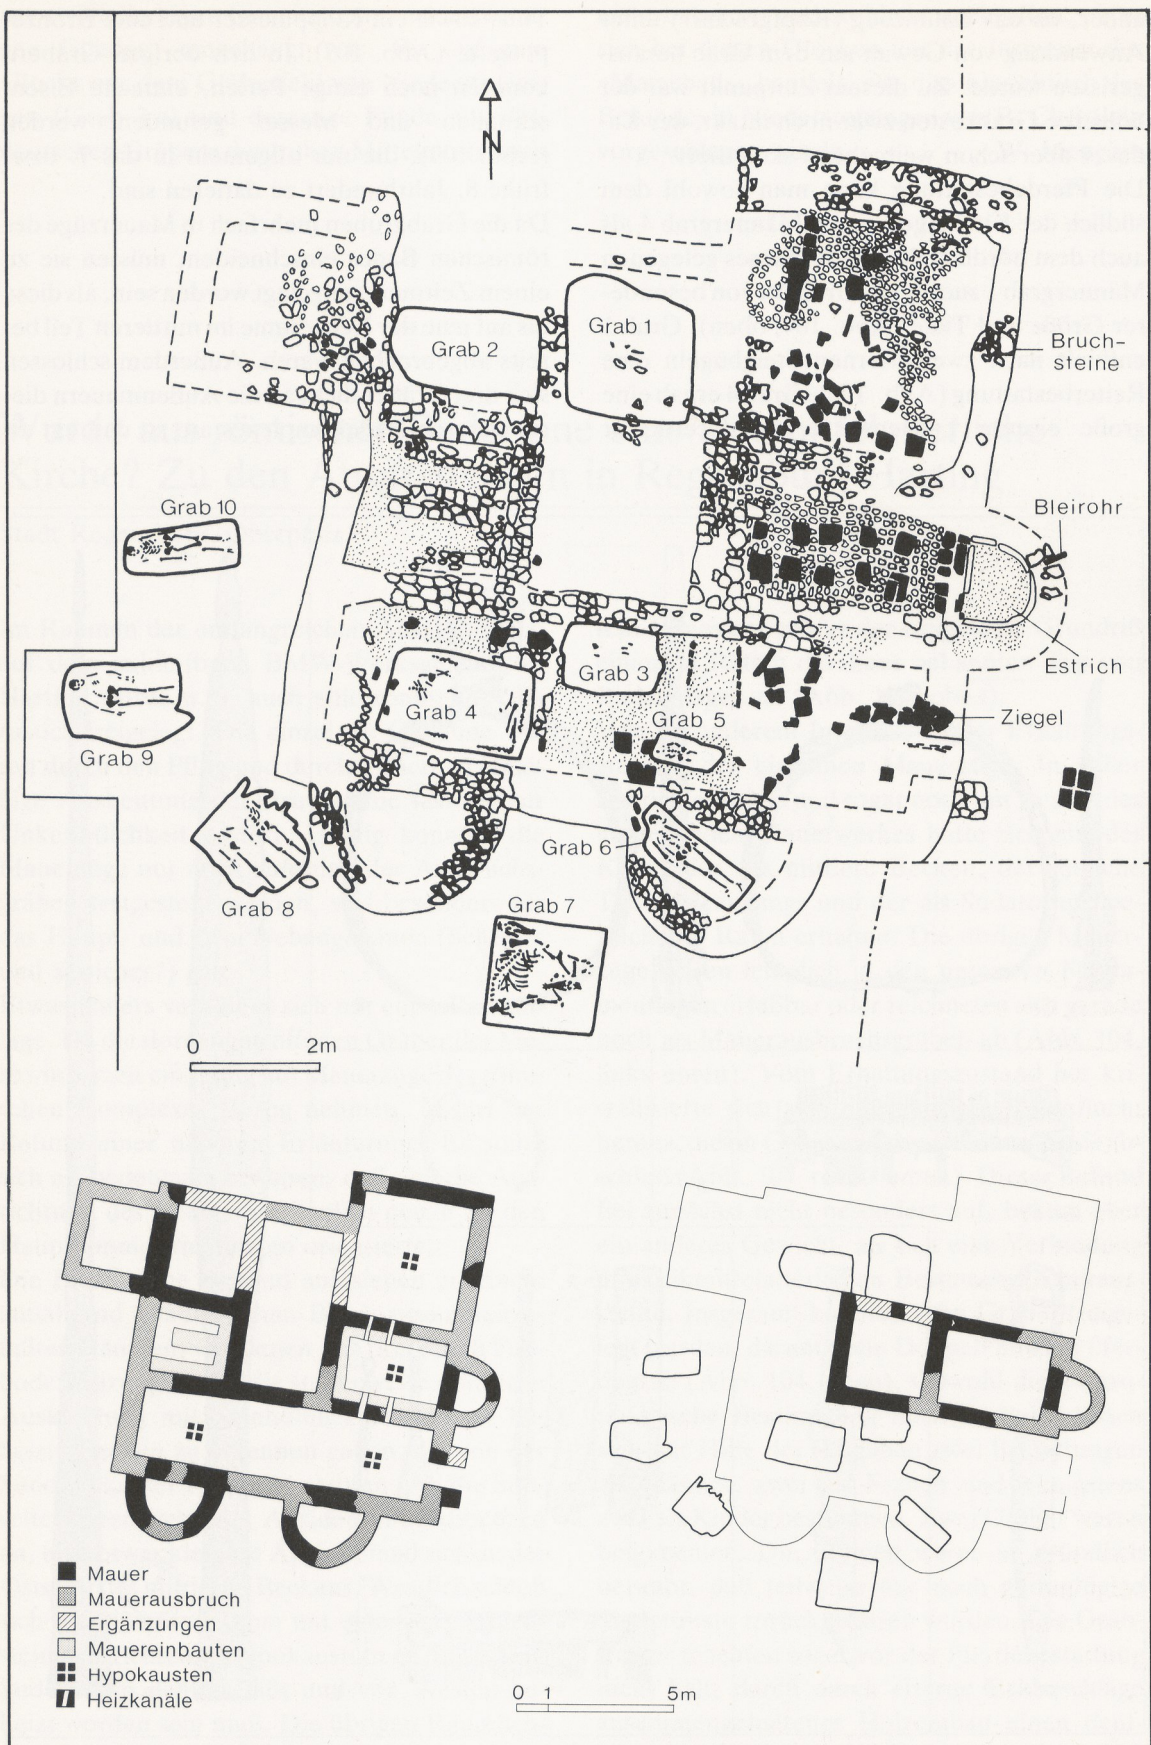 N
Grab 1
Grab 2
Bruch-
steine
Grab 10
Bleirohr
Grab 3
Estrich
Grab 4
Grab 5
Ziegel
Grab 9
Grab 6
Grab 8
Grab 7
0 2m
Mauer
Mauerausbruch
Ergänzungen
Mauereinbauten
Hypokausten
Heizkanäle
0 1 5m